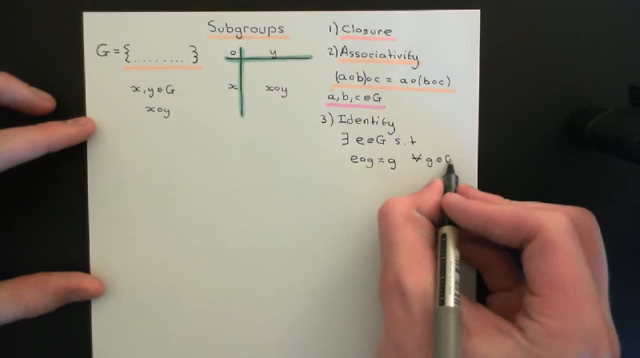 Subgroups
G = {..........}
x, y ∈ G
x∘y
∘ y
x x∘y
1) Closure
2) Associativity
(a∘b)∘c = a∘(b∘c)
a, b, c ∈ G
3) Identity
∃ e∈G s.t
e∘g = g ∀ g ∈ G